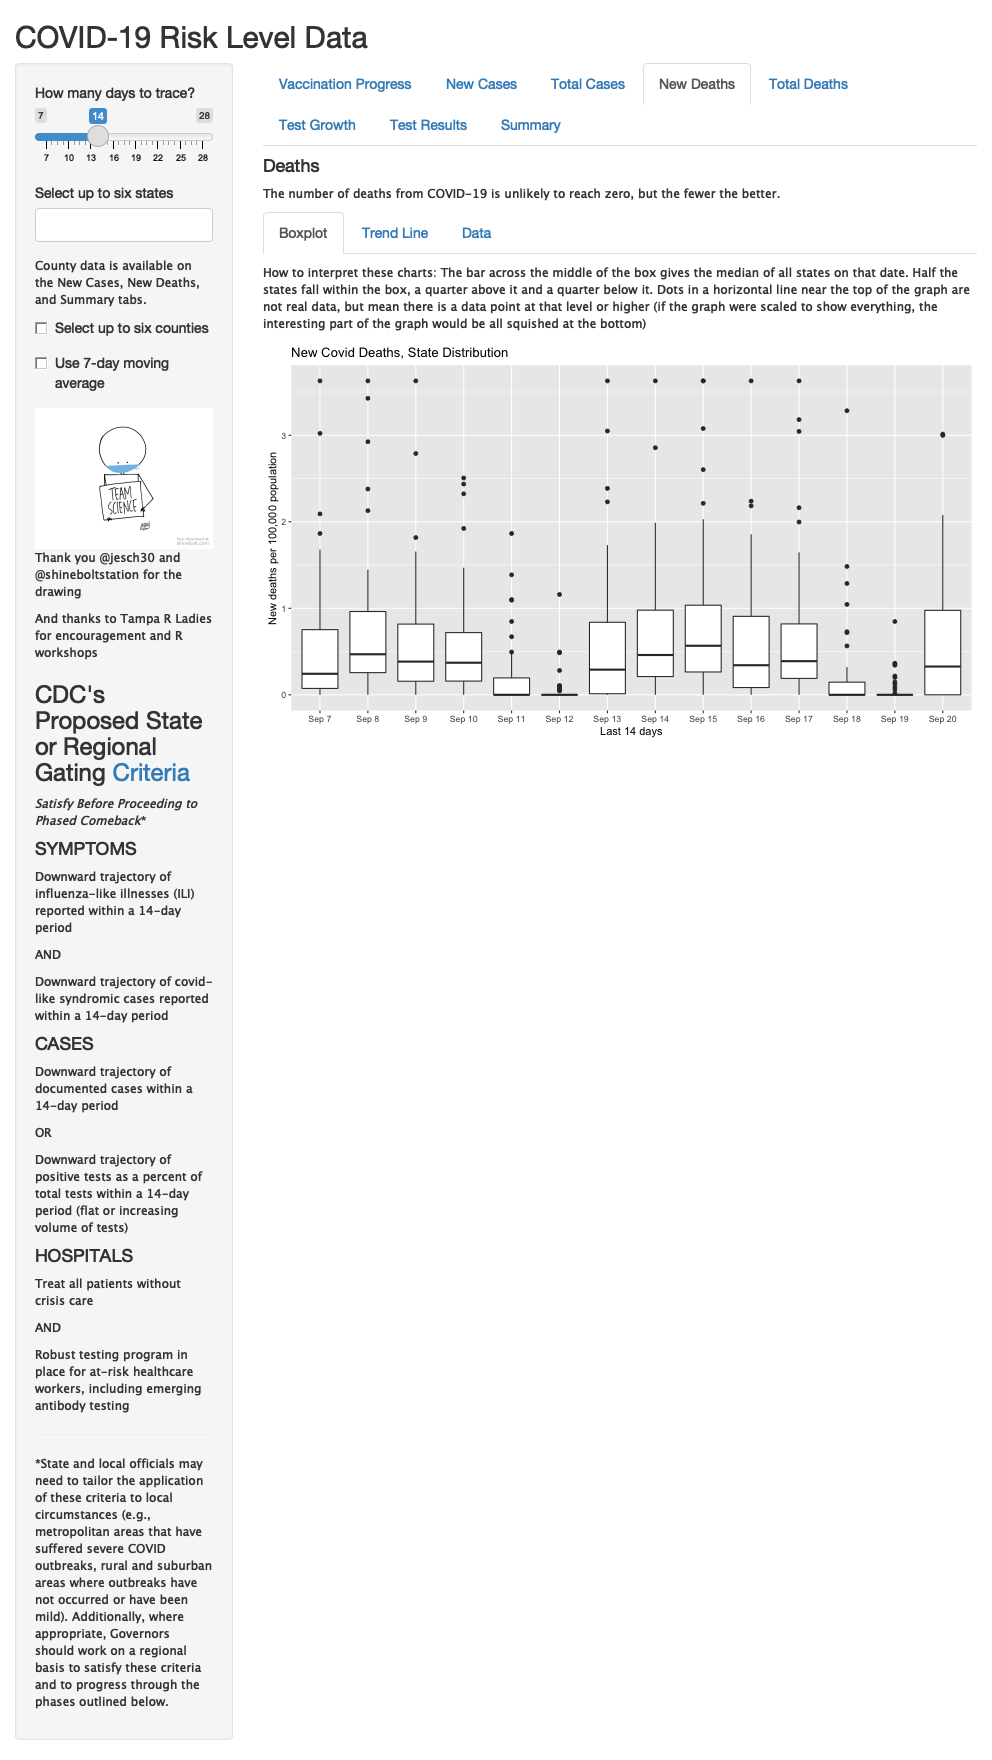 COVID-19 Risk Level Data
How many days to trace?
7 14 28
7 10 13 16 19 22 25 28
Select up to six states
County data is available on
the New Cases, New Deaths,
and Summary tabs.
Select up to six counties
Use 7-day moving
average
TEAM
SCIENCE
free download at
shinebolt.com
Thank you @jesch30 and
@shineboltstation for the
drawing
And thanks to Tampa R Ladies
for encouragement and R
workshops
CDC's
Proposed State
or Regional
Gating Criteria
Satisfy Before Proceeding to
Phased Comeback*
SYMPTOMS
Downward trajectory of
influenza-like illnesses (ILI)
reported within a 14-day
period
AND
Downward trajectory of covid-
like syndromic cases reported
within a 14-day period
CASES
Downward trajectory of
documented cases within a
14-day period
OR
Downward trajectory of
positive tests as a percent of
total tests within a 14-day
period (flat or increasing
volume of tests)
HOSPITALS
Treat all patients without
crisis care
AND
Robust testing program in
place for at-risk healthcare
workers, including emerging
antibody testing
*State and local officials may
need to tailor the application
of these criteria to local
circumstances (e.g.,
metropolitan areas that have
suffered severe COVID
outbreaks, rural and suburban
areas where outbreaks have
not occurred or have been
mild). Additionally, where
appropriate, Governors
should work on a regional
basis to satisfy these criteria
and to progress through the
phases outlined below.
Vaccination Progress New Cases Total Cases New Deaths Total Deaths
Test Growth Test Results Summary
Deaths
The number of deaths from COVID-19 is unlikely to reach zero, but the fewer the better.
Boxplot Trend Line Data
How to interpret these charts: The bar across the middle of the box gives the median of all states on that date. Half the
states fall within the box, a quarter above it and a quarter below it. Dots in a horizontal line near the top of the graph are
not real data, but mean there is a data point at that level or higher (if the graph were scaled to show everything, the
interesting part of the graph would be all squished at the bottom)
New Covid Deaths, State Distribution
New deaths per 100,000 population
3
2
1
0
Sep 7 Sep 8 Sep 9 Sep 10 Sep 11 Sep 12 Sep 13 Sep 14 Sep 15 Sep 16 Sep 17 Sep 18 Sep 19 Sep 20
Last 14 days